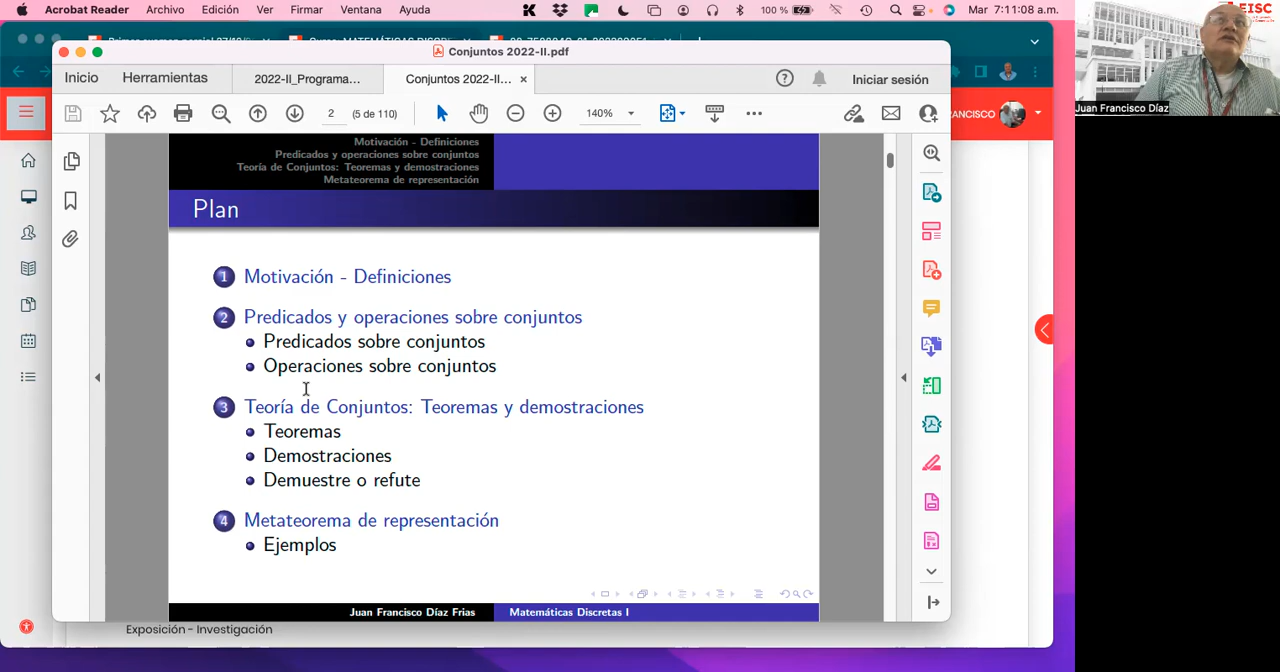 Acrobat Reader Archivo Edición Ver Firmar Ventana Ayuda 100 % Mar 7:11:08 a.m.
EISC
Conjuntos 2022-II.pdf
Inicio Herramientas 2022-II_Programa... Conjuntos 2022-II... × Iniciar sesión
2 (5 de 110) 140%
FRANCISCO
Juan Francisco Díaz
Motivación - Definiciones
Predicados y operaciones sobre conjuntos
Teoría de Conjuntos: Teoremas y demostraciones
Metateorema de representación
Plan
1 Motivación - Definiciones
2 Predicados y operaciones sobre conjuntos
Predicados sobre conjuntos
Operaciones sobre conjuntos
3 Teoría de Conjuntos: Teoremas y demostraciones
Teoremas
Demostraciones
Demuestre o refute
4 Metateorema de representación
Ejemplos
Juan Francisco Díaz Frias Matemáticas Discretas I
Exposición - Investigación